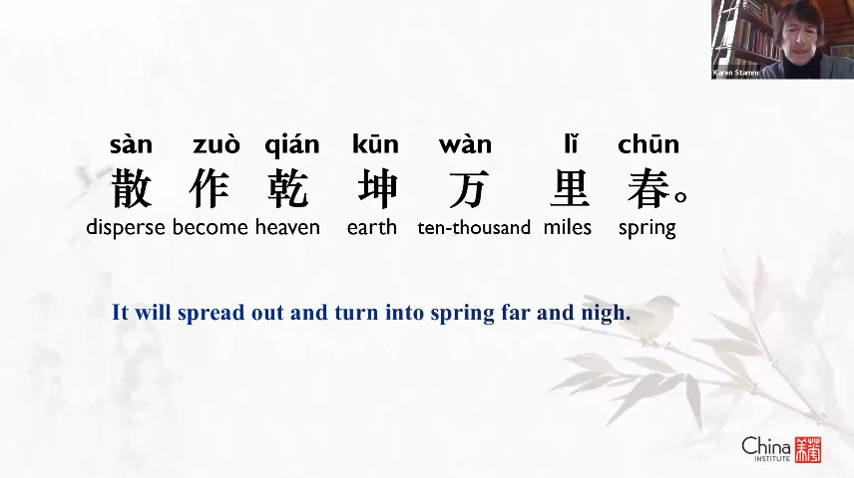 Karen Stamm
sàn zuò qián kūn wàn lǐ chūn
散作乾坤万里春。
disperse become heaven earth ten-thousand miles spring
It will spread out and turn into spring far and nigh.
China
INSTITUTE